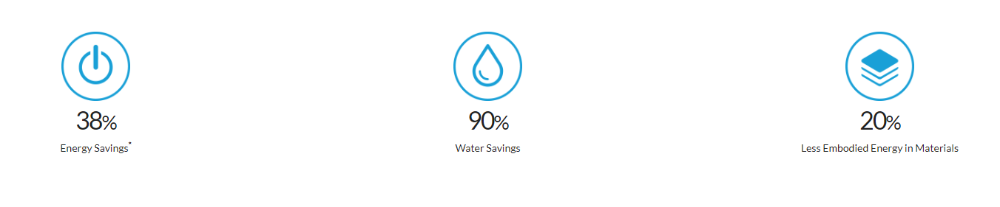 38% 90% 20%
Energy Savings* Water Savings Less Embodied Energy in Materials